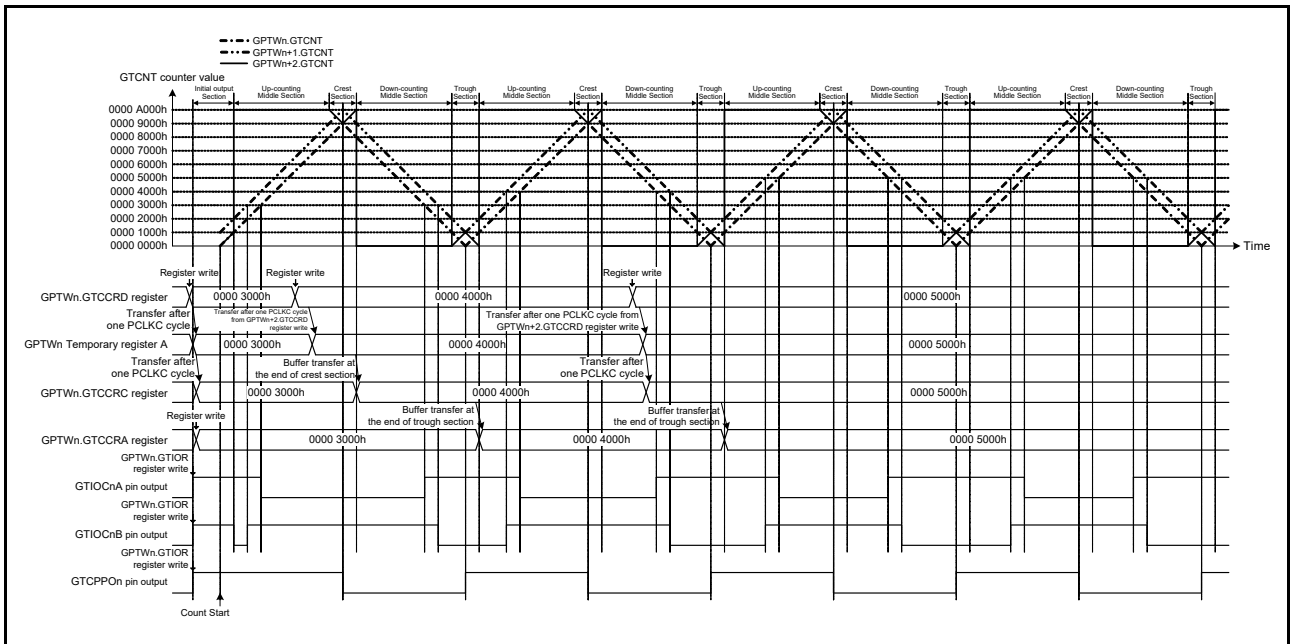 GPTWn.GTCNT
GPTWn+1.GTCNT
GPTWn+2.GTCNT
GTCNT counter value
Initial output
Section
Up-counting
Middle Section
Crest
Section
Down-counting
Middle Section
Trough
Section
Up-counting
Middle Section
Crest
Section
Down-counting
Middle Section
Trough
Section
Up-counting
Middle Section
Crest
Section
Down-counting
Middle Section
Trough
Section
Up-counting
Middle Section
Crest
Section
Down-counting
Middle Section
Trough
Section
0000 A000h
0000 9000h
0000 8000h
0000 7000h
0000 6000h
0000 5000h
0000 4000h
0000 3000h
0000 2000h
0000 1000h
0000 0000h
Time
Register write
Register write
Register write
GPTWn.GTCCRD register
0000 3000h
0000 4000h
0000 5000h
Transfer after
one PCLKC cycle
Transfer after one PCLKC cycle
from GPTWn+2.GTCCRD
register write
Transfer after one PCLKC cycle from
GPTWn+2.GTCCRD register write
GPTWn Temporary register A
0000 3000h
0000 4000h
0000 5000h
Transfer after
one PCLKC cycle
Buffer transfer at
the end of crest section
Transfer after
one PCLKC cycle
GPTWn.GTCCRC register
0000 3000h
0000 4000h
0000 5000h
Register write
Buffer transfer at
the end of trough section
Buffer transfer at
the end of trough section
GPTWn.GTCCRA register
0000 3000h
0000 4000h
0000 5000h
GPTWn.GTIOR
register write
GTIOCnA pin output
GPTWn.GTIOR
register write
GTIOCnB pin output
GPTWn.GTIOR
register write
GTCPPOn pin output
Count Start